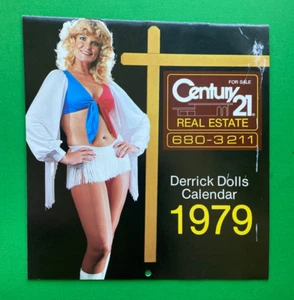 FOR SALE
Century
21
REAL ESTATE
680-3211
Derrick Dolls
Calendar
1979